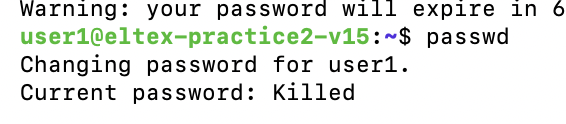 Warning: your password will expire in 6
user1@eltex-practice2-v15:~$ passwd
Changing password for user1.
Current password: Killed